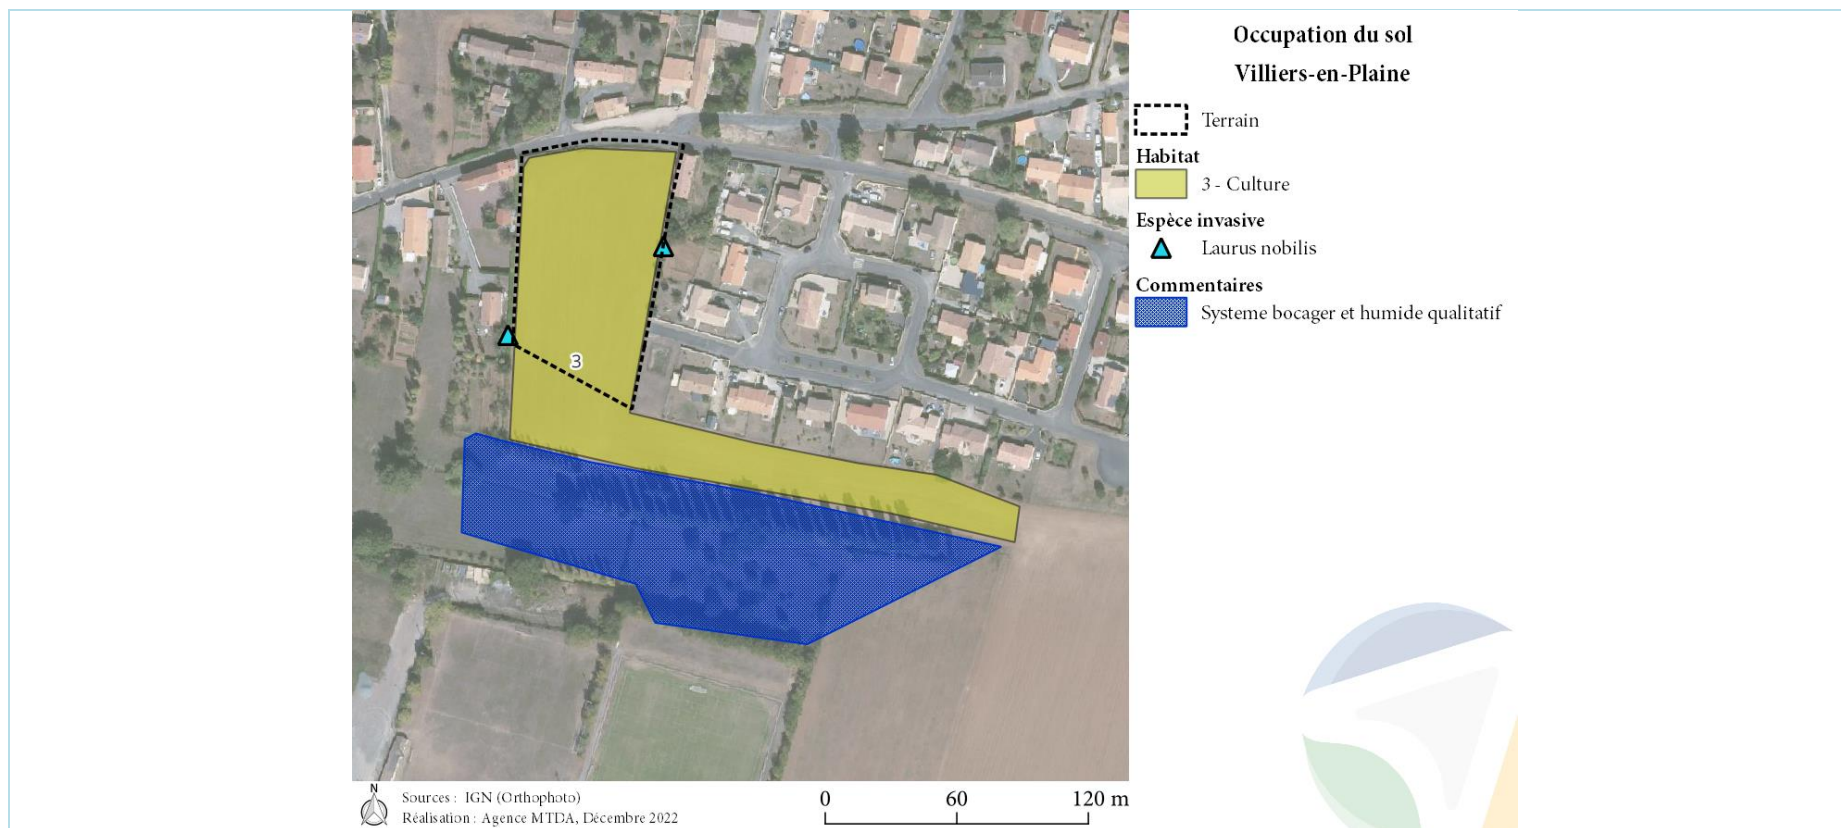 Occupation du sol
Villiers-en-Plaine
Terrain
Habitat
3 - Culture
Espèce invasive
Laurus nobilis
Commentaires
Systeme bocager et humide qualitatif
3
N
Sources : IGN (Orthophoto)
Réalisation : Agence MTDA, Décembre 2022
0 60 120 m